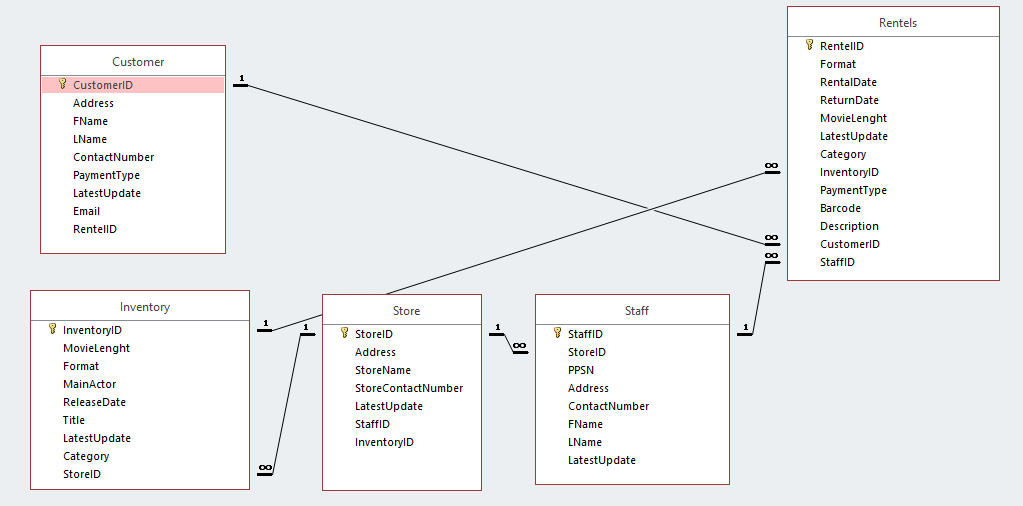 Customer
CustomerID
Address
FName
LName
ContactNumber
PaymentType
LatestUpdate
Email
RentelID
1
Rentels
RentelID
Format
RentalDate
ReturnDate
MovieLenght
LatestUpdate
Category
InventoryID
PaymentType
Barcode
Description
CustomerID
StaffID
∞
∞
∞
Inventory
InventoryID
MovieLenght
Format
MainActor
ReleaseDate
Title
LatestUpdate
Category
StoreID
1
∞
1
Store
StoreID
Address
StoreName
StoreContactNumber
LatestUpdate
StaffID
InventoryID
1
∞
Staff
StaffID
StoreID
PPSN
Address
ContactNumber
FName
LName
LatestUpdate
1